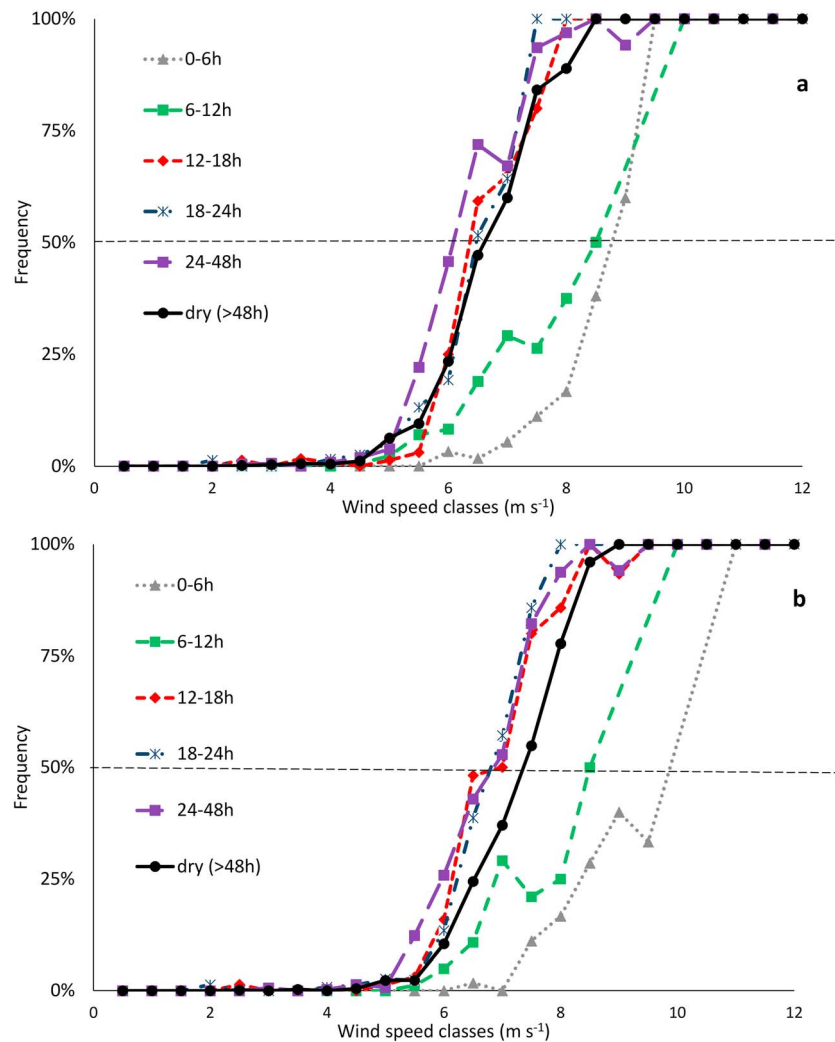 100%
a
0-6h
6-12h
75%
12-18h
18-24h
50%
Frequency
24-48h
dry (>48h)
25%
0%
0 2 4 6 8 10 12
Wind speed classes (m s⁻¹)
100%
b
0-6h
6-12h
75%
12-18h
18-24h
50%
Frequency
24-48h
dry (>48h)
25%
0%
0 2 4 6 8 10 12
Wind speed classes (m s⁻¹)